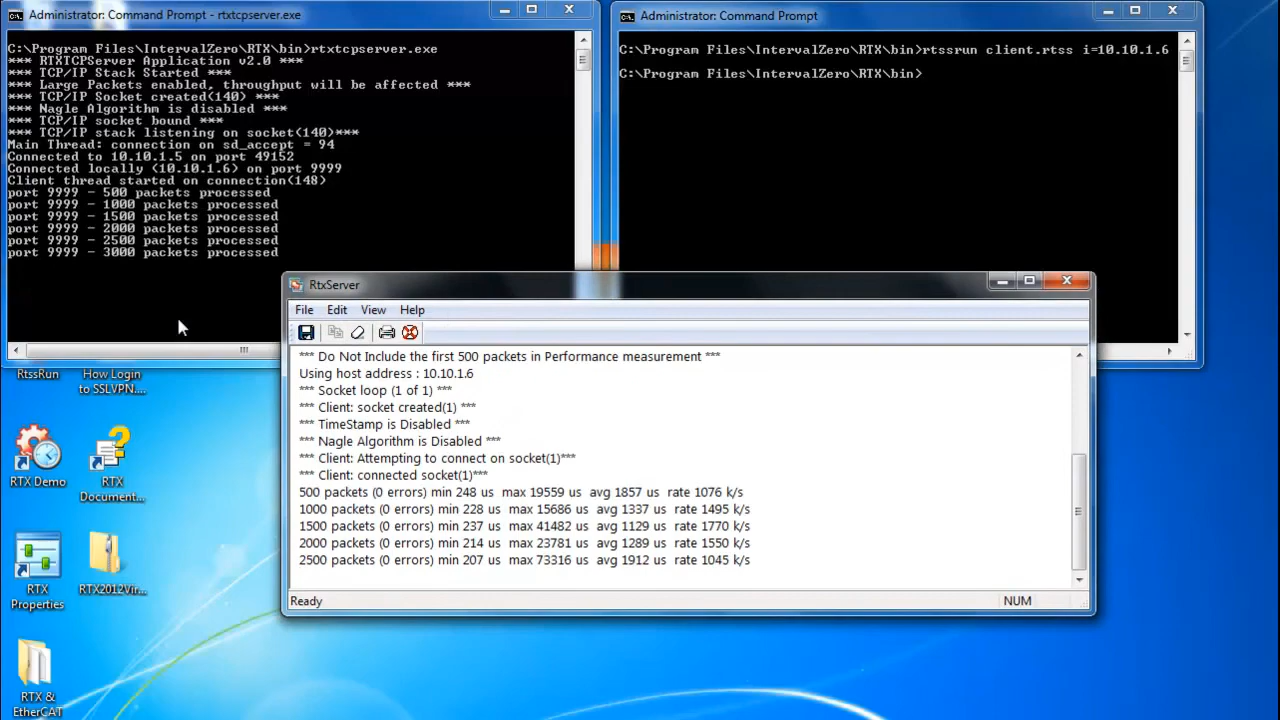 Administrator: Command Prompt - rtxtcpserver.exe
C:\Program Files\IntervalZero\RTX\bin>rtxtcpserver.exe
*** RTXTCPServer Application v2.0 ***
*** TCP/IP Stack Started ***
*** Large Packets enabled, throughput will be affected ***
*** TCP/IP Socket created(140) ***
*** Nagle Algorithm is disabled ***
*** TCP/IP socket bound ***
*** TCP/IP stack listening on socket(140)***
Main Thread: connection on sd_accept = 94
Connected to 10.10.1.5 on port 49152
Connected locally (10.10.1.6) on port 9999
Client thread started on connection(148)
port 9999 - 500 packets processed
port 9999 - 1000 packets processed
port 9999 - 1500 packets processed
port 9999 - 2000 packets processed
port 9999 - 2500 packets processed
port 9999 - 3000 packets processed
Administrator: Command Prompt
C:\Program Files\IntervalZero\RTX\bin>rtssrun client.rtss i=10.10.1.6
C:\Program Files\IntervalZero\RTX\bin>
RtxServer
File Edit View Help
*** Do Not Include the first 500 packets in Performance measurement ***
Using host address : 10.10.1.6
*** Socket loop (1 of 1) ***
*** Client: socket created(1) ***
*** TimeStamp is Disabled ***
*** Nagle Algorithm is Disabled ***
*** Client: Attempting to connect on socket(1)***
*** Client: connected socket(1)***
500 packets (0 errors) min 248 us max 19559 us avg 1857 us rate 1076 k/s
1000 packets (0 errors) min 228 us max 15686 us avg 1337 us rate 1495 k/s
1500 packets (0 errors) min 237 us max 41482 us avg 1129 us rate 1770 k/s
2000 packets (0 errors) min 214 us max 23781 us avg 1289 us rate 1550 k/s
2500 packets (0 errors) min 207 us max 73316 us avg 1912 us rate 1045 k/s
Ready
NUM
RtssRun
How Login
to SSLVPN....
RTX Demo
RTX
Document...
RTX
Properties
RTX2012Vir...
RTX &
EtherCAT